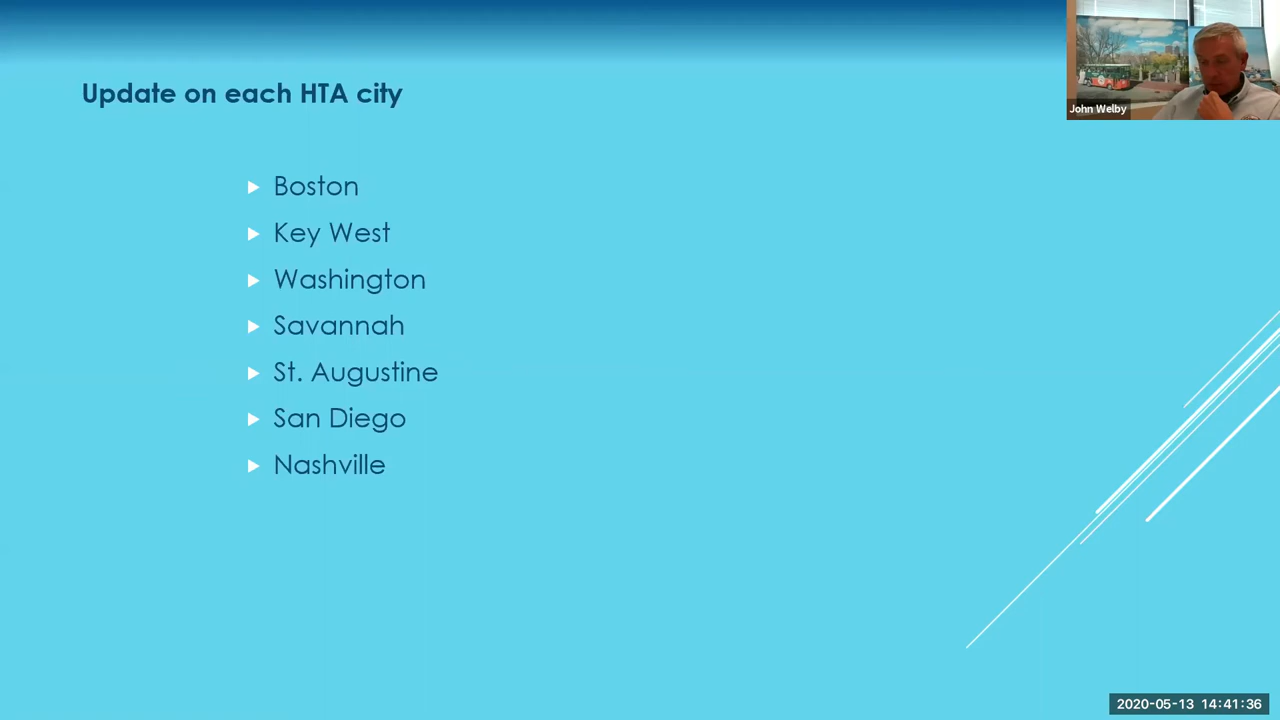 Update on each HTA city
John Welby
Boston
Key West
Washington
Savannah
St. Augustine
San Diego
Nashville
2020-05-13 14:41:36